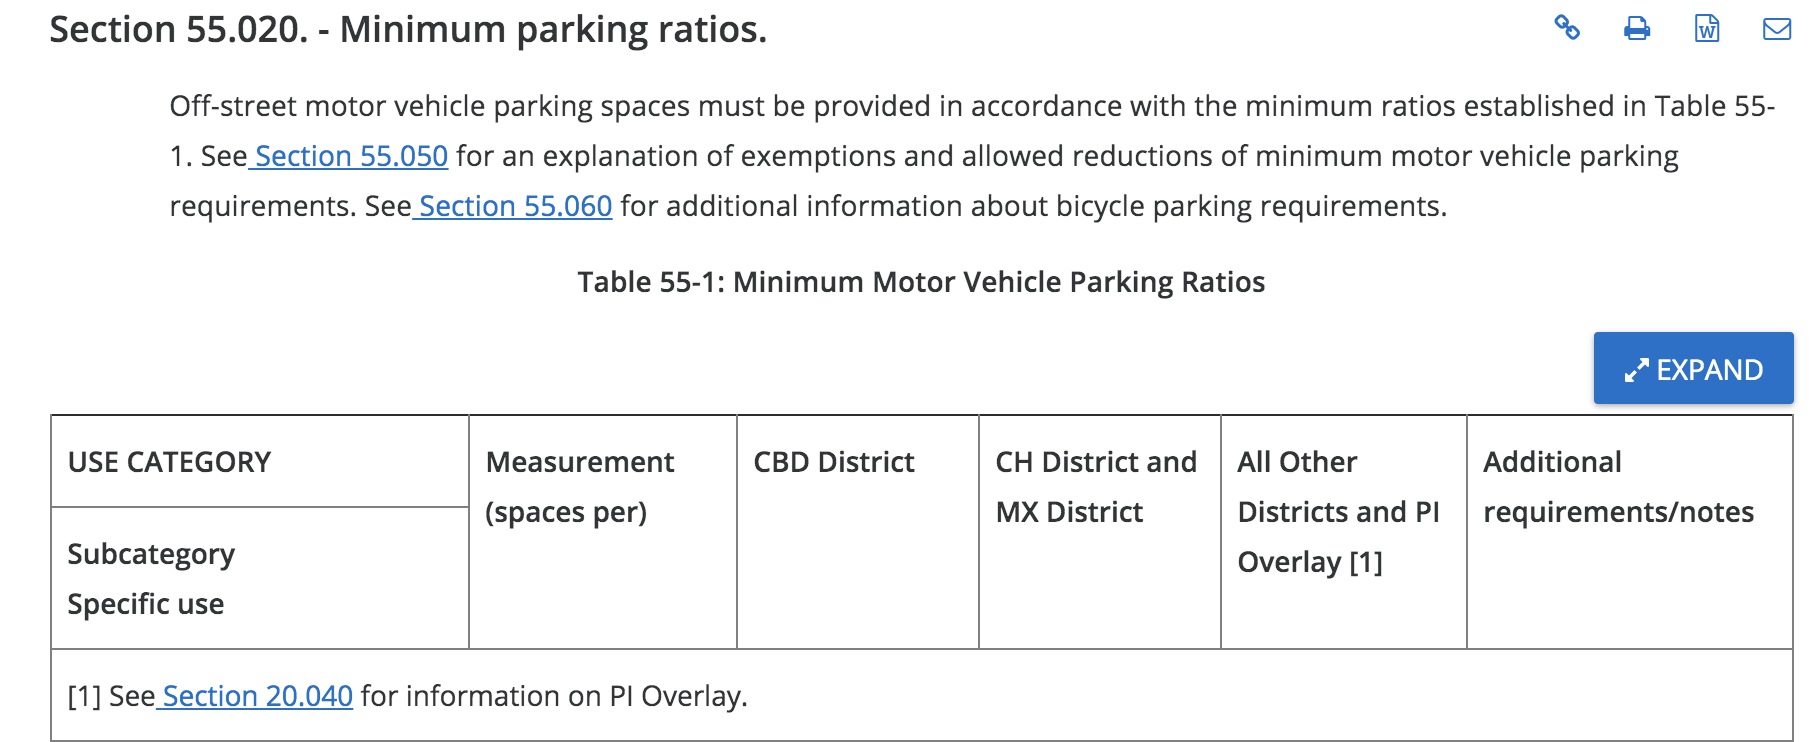 Section 55.020. - Minimum parking ratios.
Off-street motor vehicle parking spaces must be provided in accordance with the minimum ratios established in Table 55-
1. See Section 55.050 for an explanation of exemptions and allowed reductions of minimum motor vehicle parking
requirements. See Section 55.060 for additional information about bicycle parking requirements.
Table 55-1: Minimum Motor Vehicle Parking Ratios
EXPAND
USE CATEGORY
Subcategory
Specific use
Measurement
(spaces per)
CBD District
CH District and
MX District
All Other
Districts and PI
Overlay [1]
Additional
requirements/notes
[1] See Section 20.040 for information on PI Overlay.